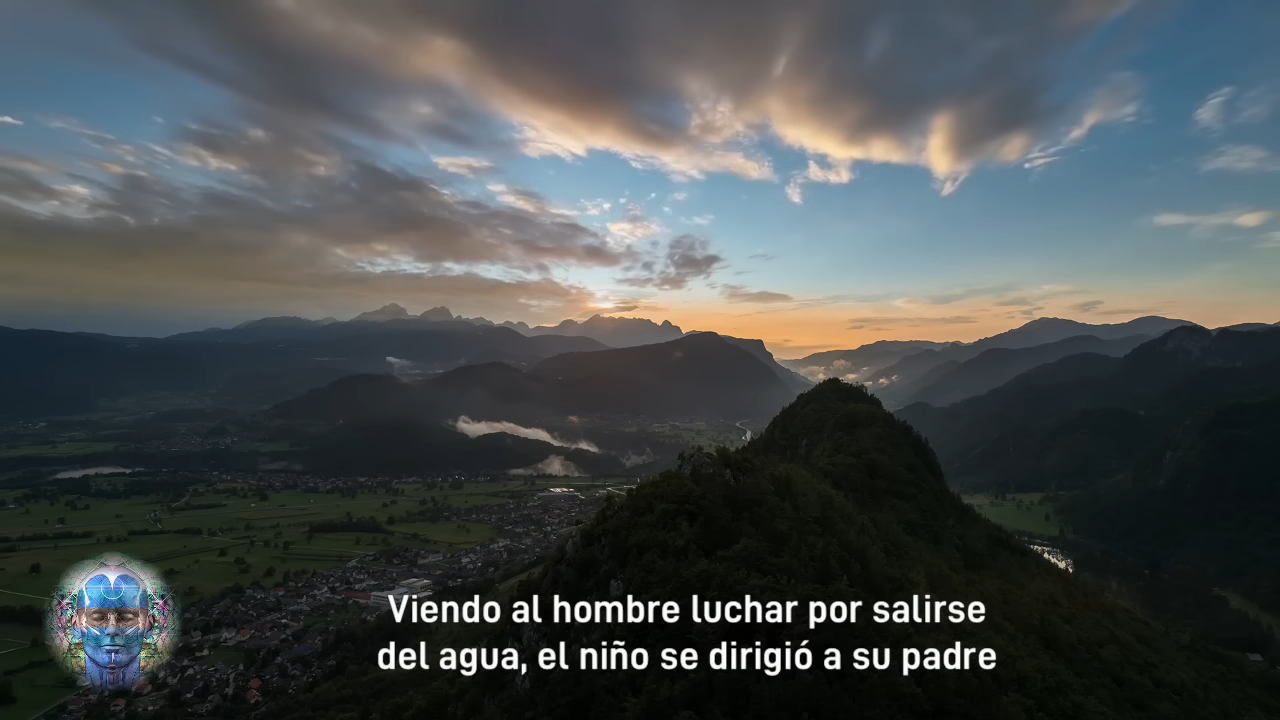 Viendo al hombre luchar por salirse
del agua, el niño se dirigió a su padre